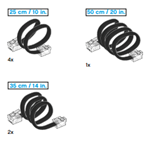 25 cm / 10 in.
4x
50 cm / 20 in.
1x
35 cm / 14 in.
2x